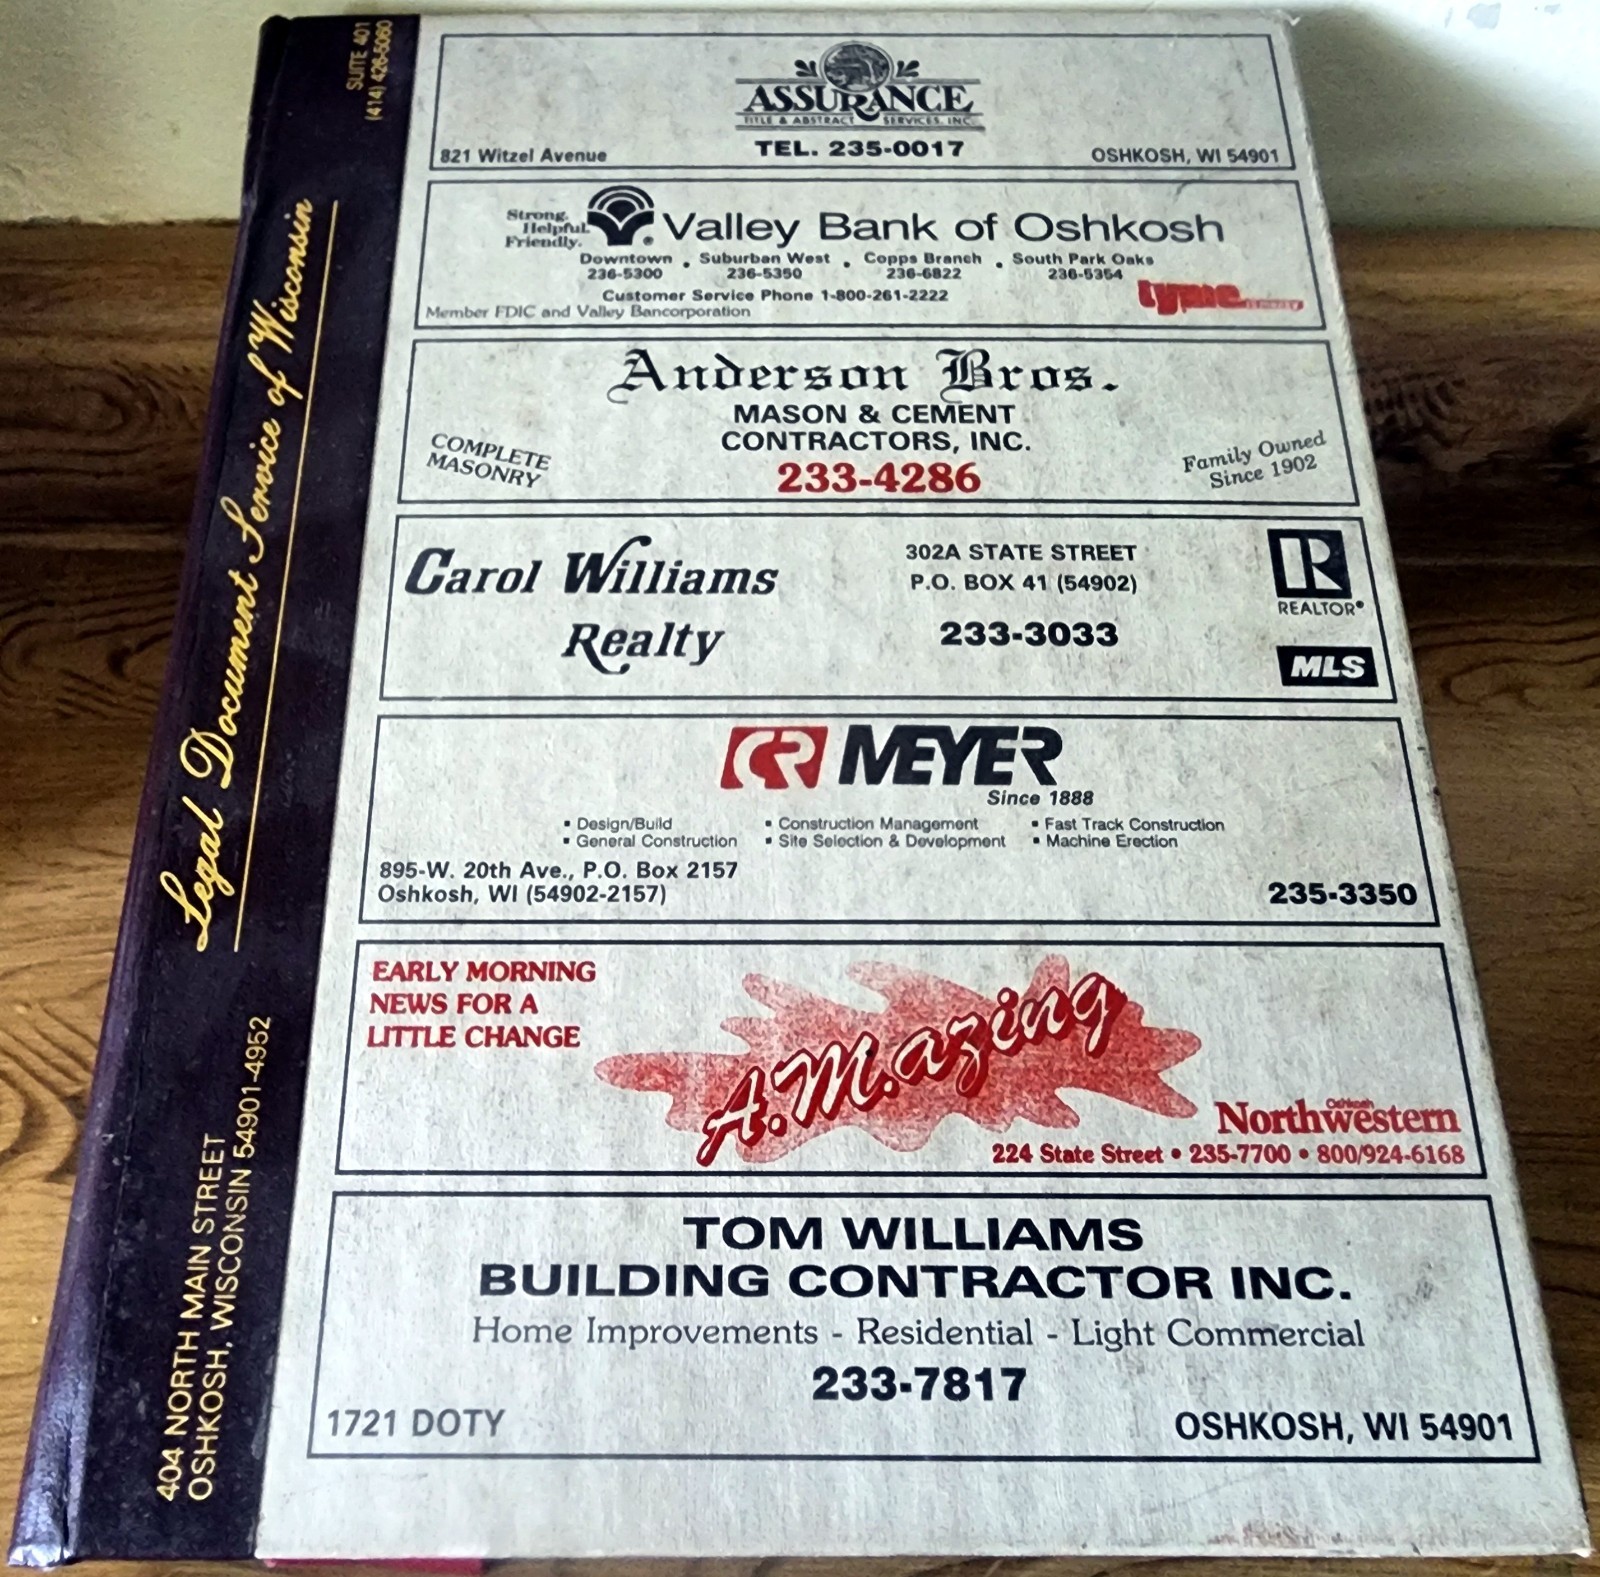 SUITE 401
(414) 426-5060
Legal Document Service of Wisconsin
404 NORTH MAIN STREET
OSHKOSH, WISCONSIN 54901-4952
ASSURANCE
TITLE & ABSTRACT SERVICES, INC.
821 Witzel Avenue
TEL. 235-0017
OSHKOSH, WI 54901
Strong.
Helpful.
Friendly.
Valley Bank of Oshkosh
Downtown • Suburban West • Copps Branch • South Park Oaks
236-5300 236-5350 236-6822 236-5354
Customer Service Phone 1-800-261-2222
Member FDIC and Valley Bancorporation
tyme
Anderson Bros.
MASON & CEMENT
CONTRACTORS, INC.
233-4286
COMPLETE
MASONRY
Family Owned
Since 1902
Carol Williams
Realty
302A STATE STREET
P.O. BOX 41 (54902)
233-3033
R
REALTOR®
MLS
CR MEYER
Since 1888
▪ Design/Build ▪ Construction Management ▪ Fast Track Construction
▪ General Construction ▪ Site Selection & Development ▪ Machine Erection
895-W. 20th Ave., P.O. Box 2157
Oshkosh, WI (54902-2157)
235-3350
EARLY MORNING
NEWS FOR A
LITTLE CHANGE
A.M.azing
Oshkosh
Northwestern
224 State Street • 235-7700 • 800/924-6168
TOM WILLIAMS
BUILDING CONTRACTOR INC.
Home Improvements - Residential - Light Commercial
233-7817
1721 DOTY
OSHKOSH, WI 54901